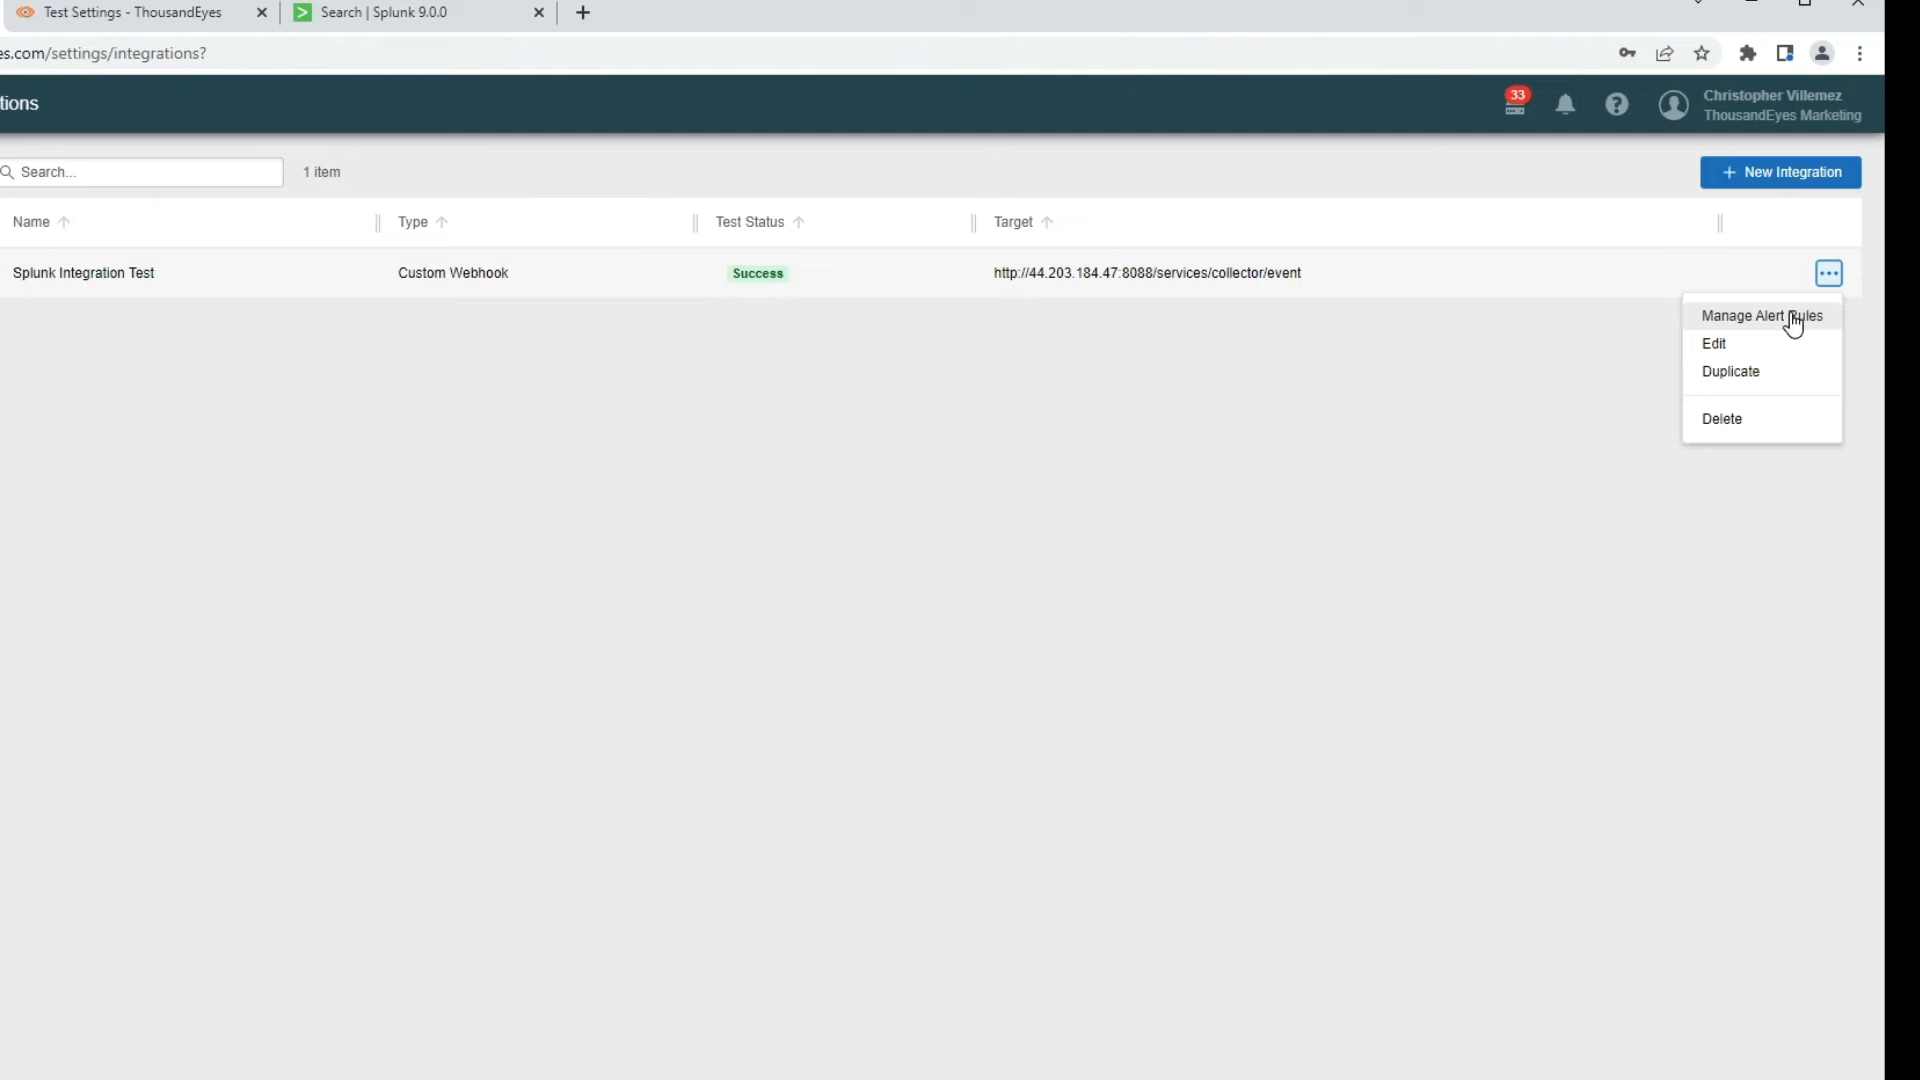 Test Settings - ThousandEyes
Search | Splunk 9.0.0
es.com/settings/integrations?
tions
33
Christopher Villemez
ThousandEyes Marketing
Search...
1 item
New Integration
Name
Type
Test Status
Target
Splunk Integration Test
Custom Webhook
Success
http://44.203.184.47:8088/services/collector/event
Manage Alert Rules
Edit
Duplicate
Delete